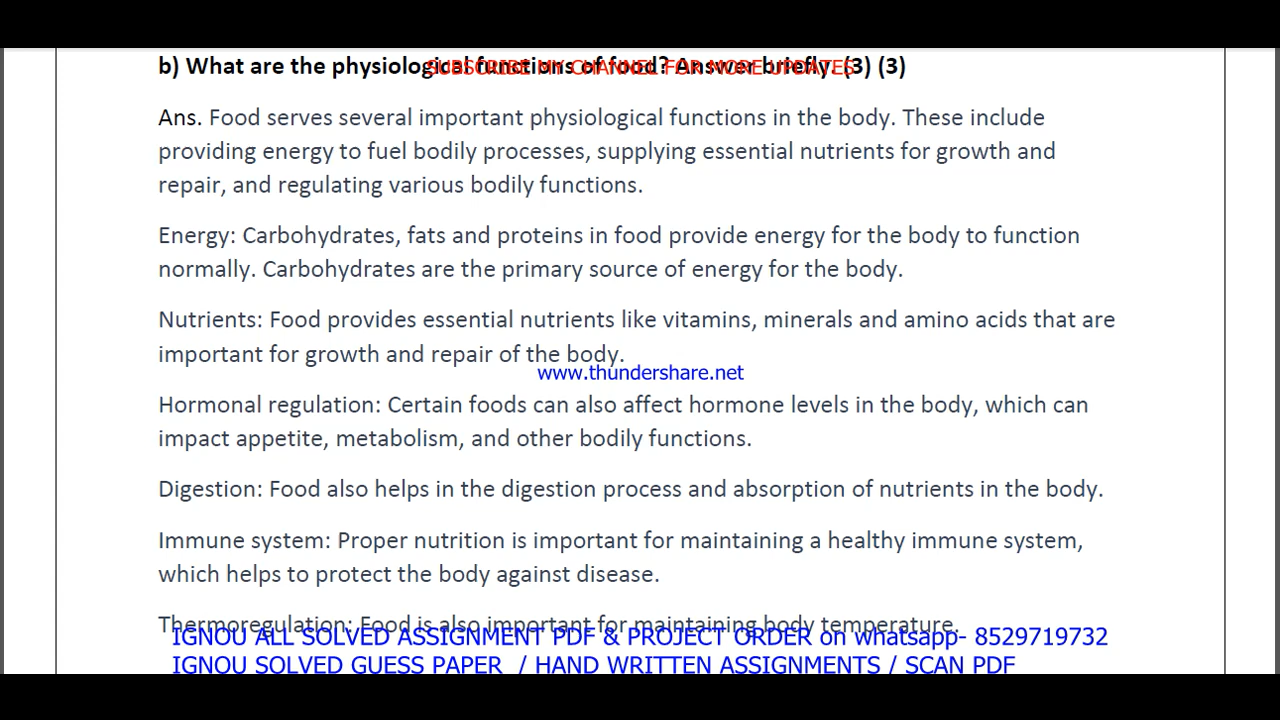 b) What are the physiological functions of food? Answer briefly. (3) (3)
SUBSCRIBE MY CHANNEL FOR MORE UPDATES
Ans. Food serves several important physiological functions in the body. These include
providing energy to fuel bodily processes, supplying essential nutrients for growth and
repair, and regulating various bodily functions.
Energy: Carbohydrates, fats and proteins in food provide energy for the body to function
normally. Carbohydrates are the primary source of energy for the body.
Nutrients: Food provides essential nutrients like vitamins, minerals and amino acids that are
important for growth and repair of the body.
www.thundershare.net
Hormonal regulation: Certain foods can also affect hormone levels in the body, which can
impact appetite, metabolism, and other bodily functions.
Digestion: Food also helps in the digestion process and absorption of nutrients in the body.
Immune system: Proper nutrition is important for maintaining a healthy immune system,
which helps to protect the body against disease.
Thermoregulation: Food is also important for maintaining body temperature.
IGNOU ALL SOLVED ASSIGNMENT PDF & PROJECT ORDER on whatsapp- 8529719732
IGNOU SOLVED GUESS PAPER / HAND WRITTEN ASSIGNMENTS / SCAN PDF